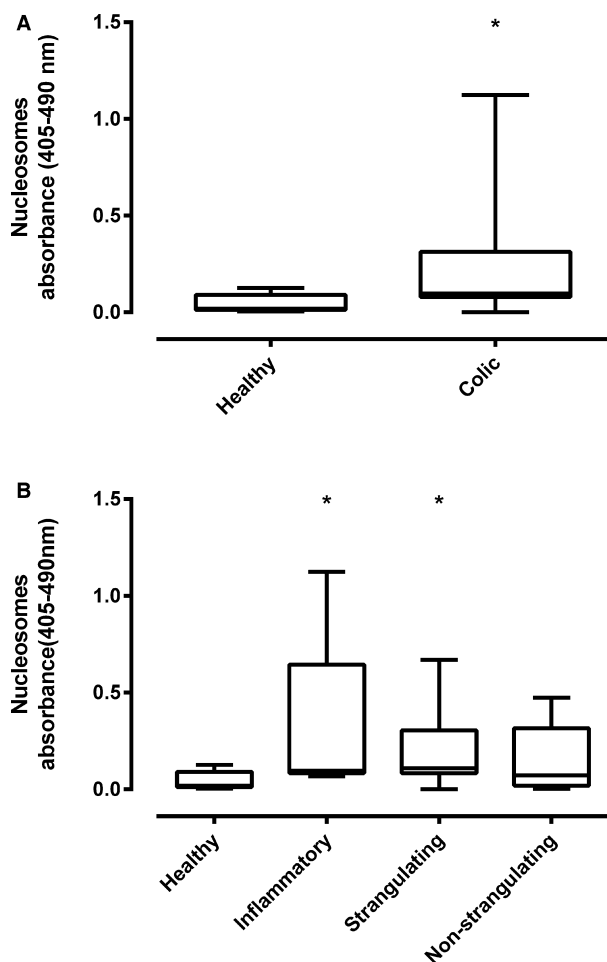 A
Nucleosomes
absorbance (405-490 nm)
1.5
1.0
0.5
0.0
*
Healthy
Colic
B
Nucleosomes
absorbance(405-490nm)
1.5
1.0
0.5
0.0
*
*
Healthy
Inflammatory
Strangulating
Non-strangulating